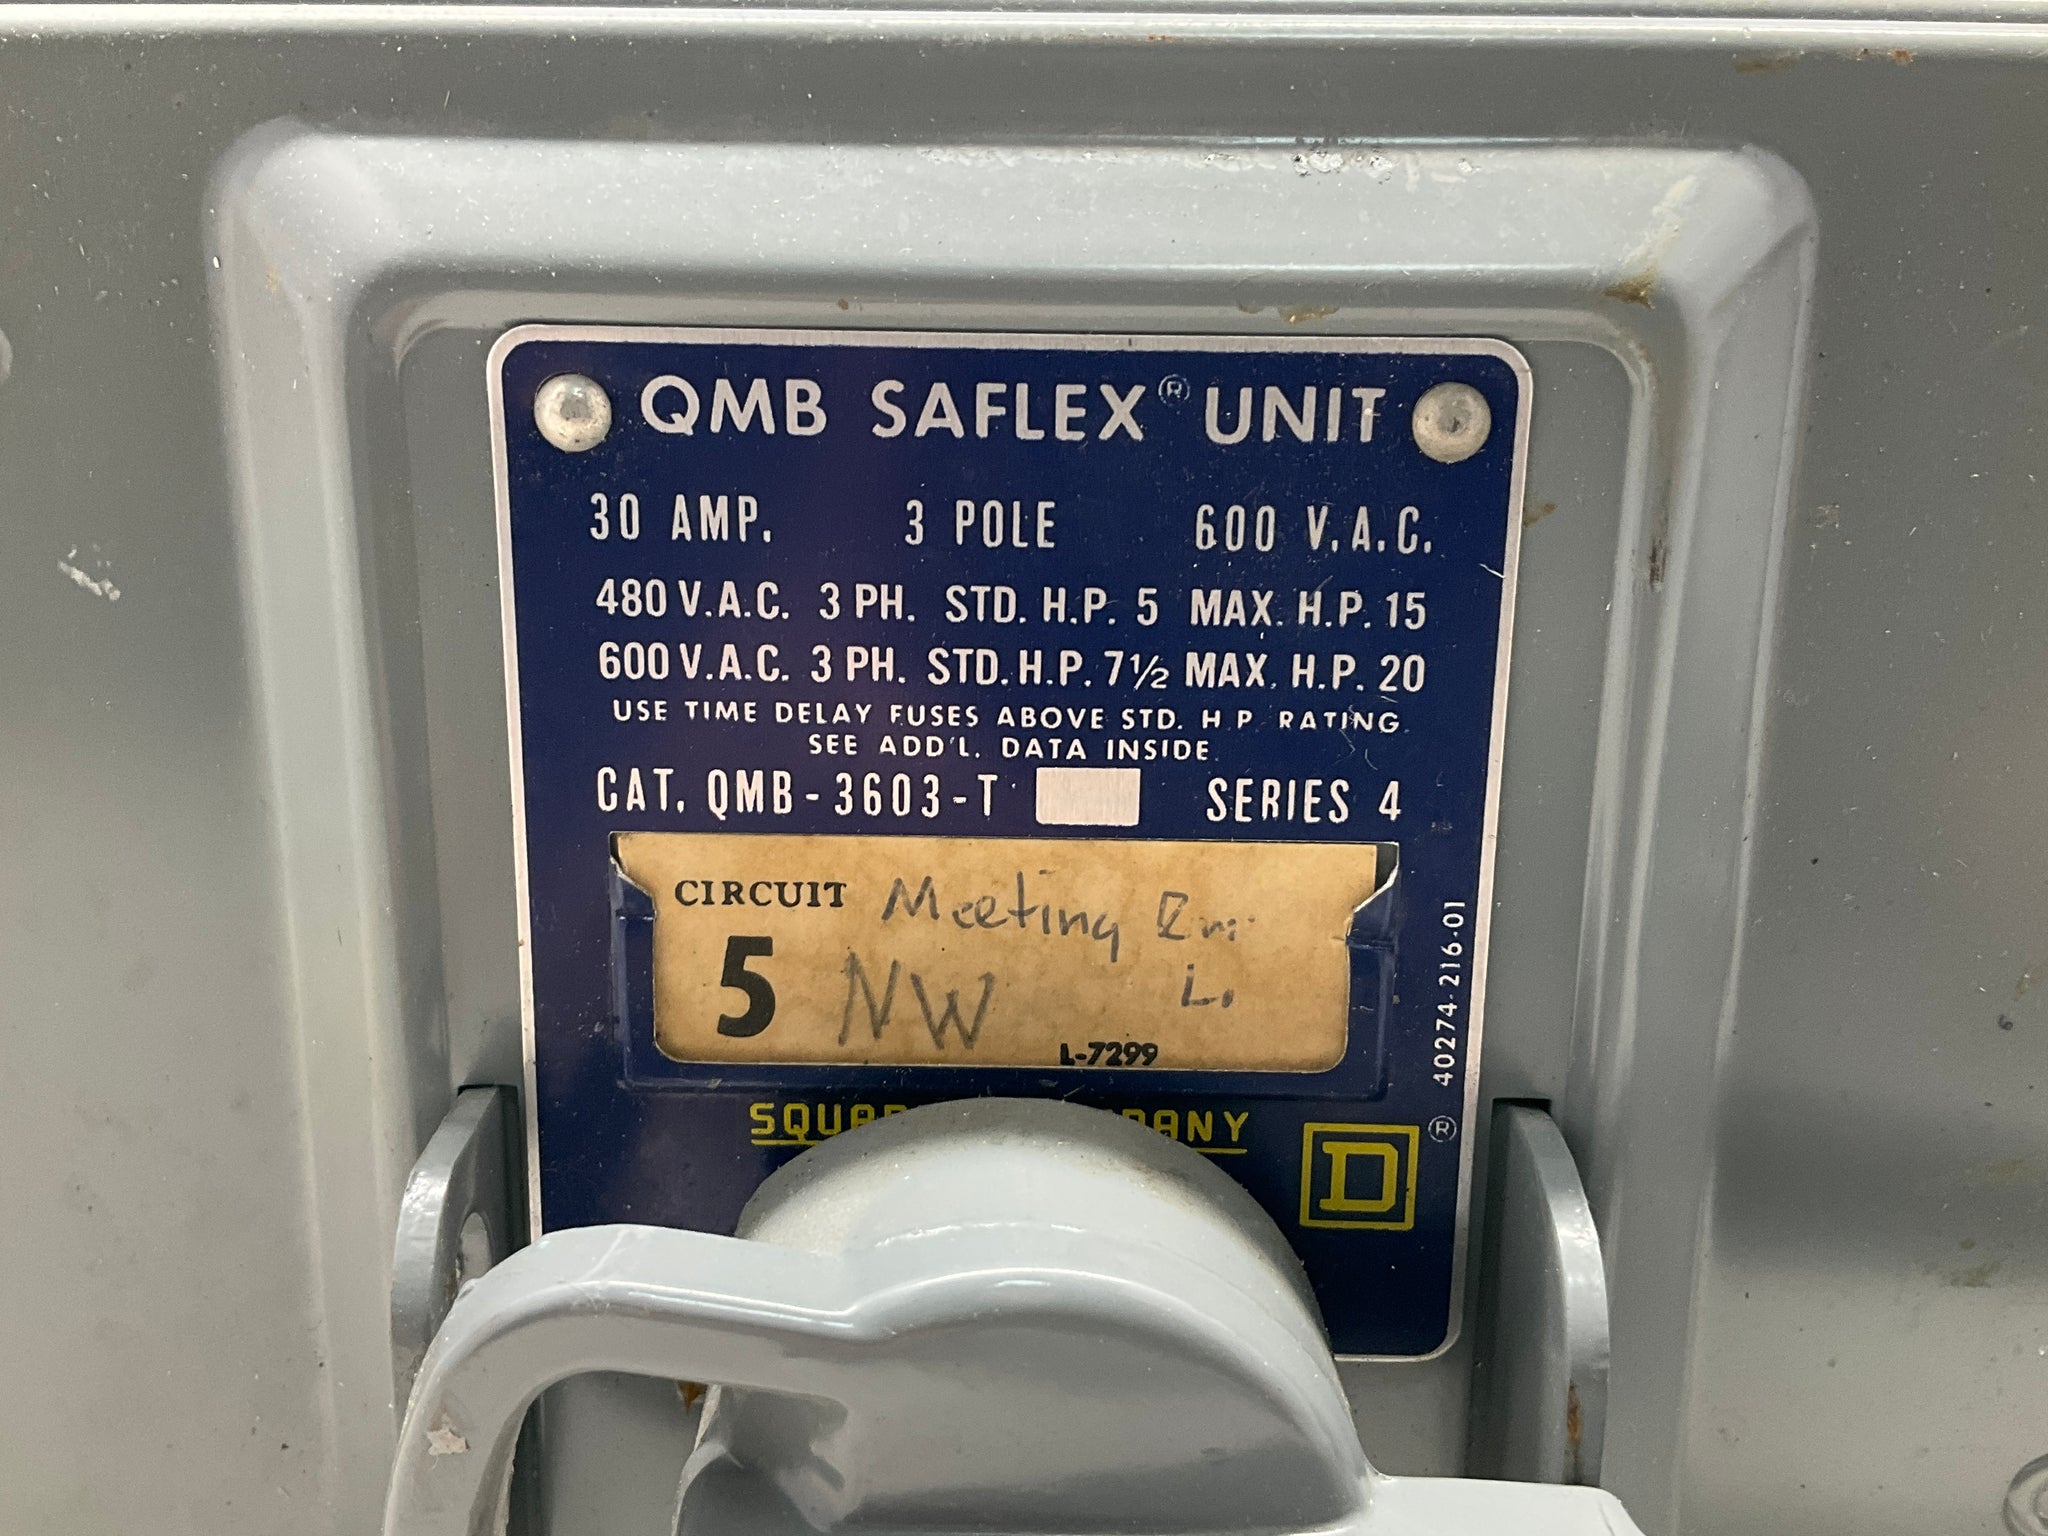 QMB SAFLEX® UNIT
30 AMP. 3 POLE 600 V.A.C.
480 V.A.C. 3 PH. STD. H.P. 5 MAX. H.P. 15
600 V.A.C. 3 PH. STD. H.P. 7½ MAX. H.P. 20
USE TIME DELAY FUSES ABOVE STD. H P RATING.
SEE ADD'L. DATA INSIDE.
CAT. QMB-3603-T SERIES 4
CIRCUIT Meeting Rm.
5 NW L.
L-7299
40274-216-01
D ®